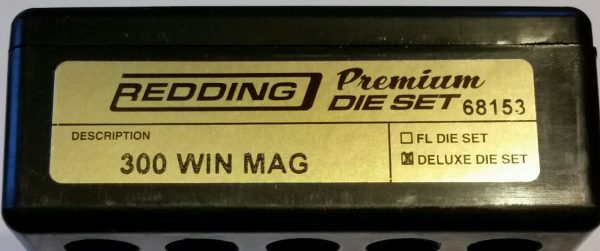 REDDING Premium
DIE SET 68153
DESCRIPTION
300 WIN MAG
FL DIE SET
DELUXE DIE SET